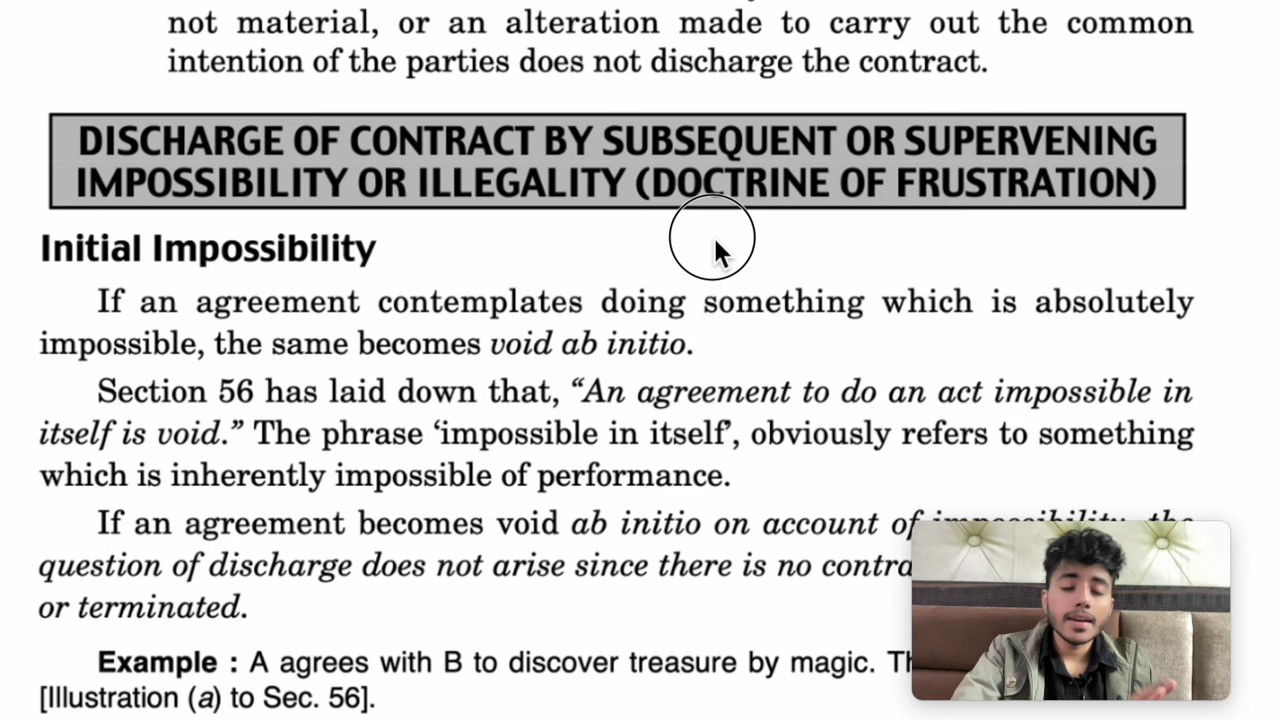 not material, or an alteration made to carry out the common
intention of the parties does not discharge the contract.
DISCHARGE OF CONTRACT BY SUBSEQUENT OR SUPERVENING
IMPOSSIBILITY OR ILLEGALITY (DOCTRINE OF FRUSTRATION)
Initial Impossibility
If an agreement contemplates doing something which is absolutely
impossible, the same becomes void ab initio.
Section 56 has laid down that, “An agreement to do an act impossible in
itself is void.” The phrase ‘impossible in itself’, obviously refers to something
which is inherently impossible of performance.
If an agreement becomes void ab initio on account of impossibility, the
question of discharge does not arise since there is no
or terminated.
Example : A agrees with B to discover treasure by magic.
[Illustration (a) to Sec. 56].